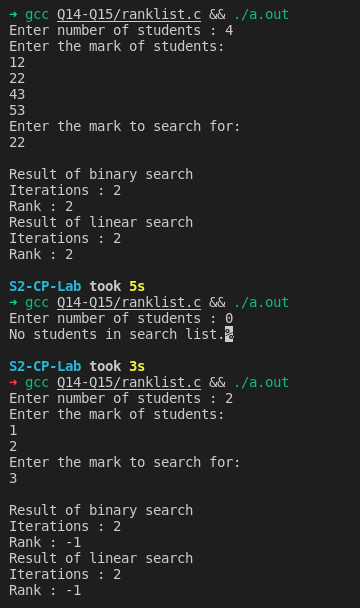 → gcc Q14-Q15/ranklist.c && ./a.out
Enter number of students : 4
Enter the mark of students:
12
22
43
53
Enter the mark to search for:
22

Result of binary search
Iterations : 2
Rank : 2
Result of linear search
Iterations : 2
Rank : 2

S2-CP-Lab took 5s
→ gcc Q14-Q15/ranklist.c && ./a.out
Enter number of students : 0
No students in search list.%

S2-CP-Lab took 3s
→ gcc Q14-Q15/ranklist.c && ./a.out
Enter number of students : 2
Enter the mark of students:
1
2
Enter the mark to search for:
3

Result of binary search
Iterations : 2
Rank : -1
Result of linear search
Iterations : 2
Rank : -1